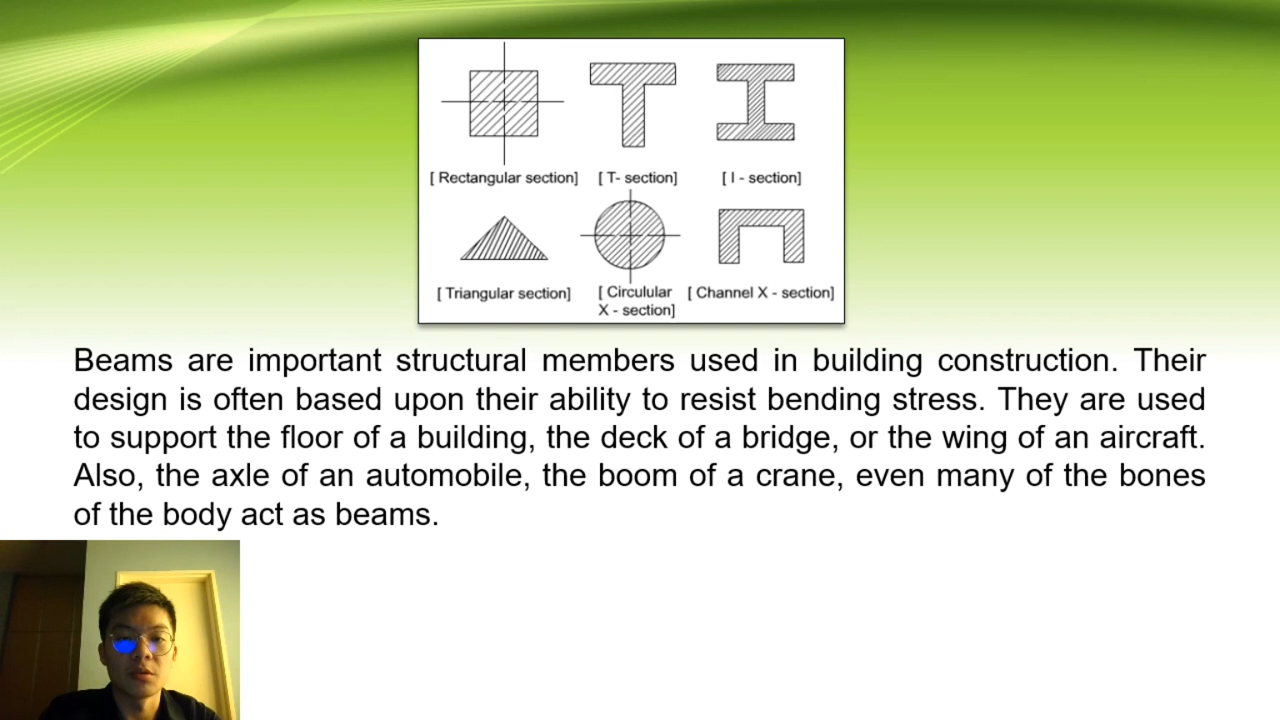 [ Rectangular section] [ T- section] [ I - section]
[ Triangular section] [ Circulular X - section] [ Channel X - section]
Beams are important structural members used in building construction. Their
design is often based upon their ability to resist bending stress. They are used
to support the floor of a building, the deck of a bridge, or the wing of an aircraft.
Also, the axle of an automobile, the boom of a crane, even many of the bones
of the body act as beams.